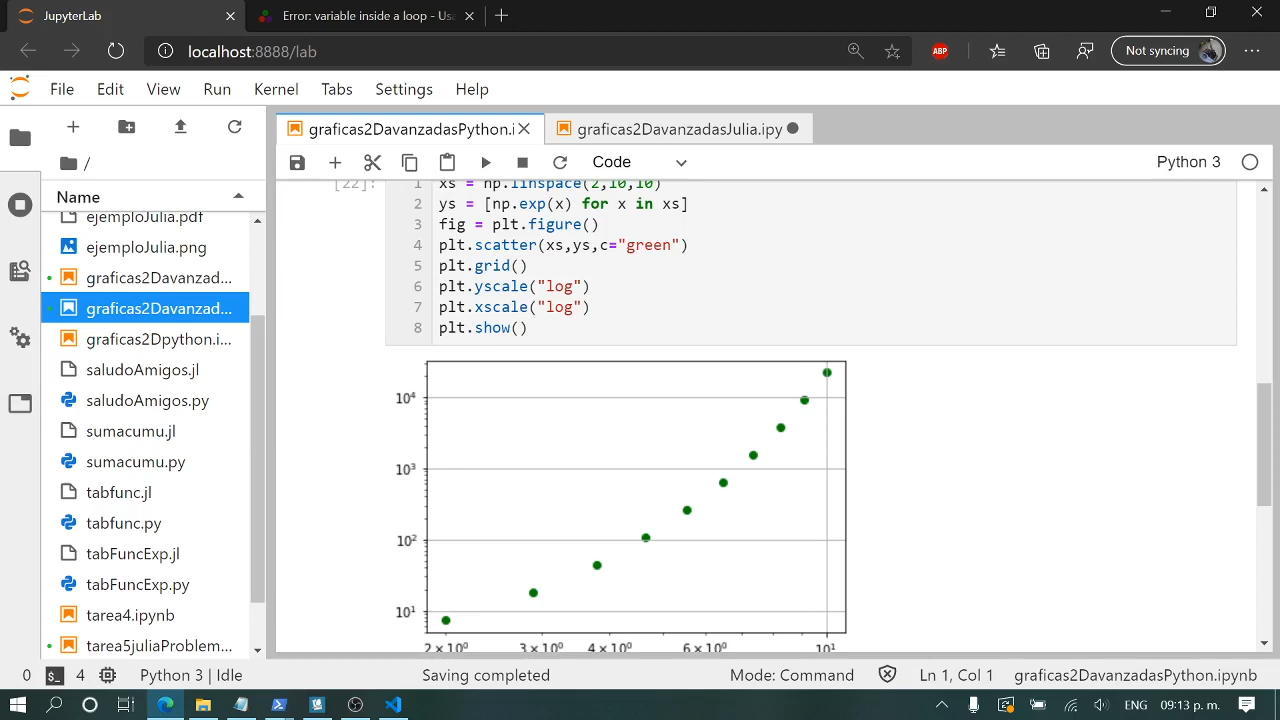 JupyterLab
Error: variable inside a loop - Usa
localhost:8888/lab
ABP
Not syncing
File Edit View Run Kernel Tabs Settings Help
graficas2DavanzadasPython.i
graficas2DavanzadasJulia.ipy
Code
Python 3
/
Name
ejemploJulia.pdf
ejemploJulia.png
graficas2Davanzad...
graficas2Davanzad...
graficas2Dpython.i...
saludoAmigos.jl
saludoAmigos.py
sumacumu.jl
sumacumu.py
tabfunc.jl
tabfunc.py
tabFuncExp.jl
tabFuncExp.py
tarea4.ipynb
tarea5juliaProblem...
[22]:
1 xs = np.linspace(2,10,10)
2 ys = [np.exp(x) for x in xs]
3 fig = plt.figure()
4 plt.scatter(xs,ys,c="green")
5 plt.grid()
6 plt.yscale("log")
7 plt.xscale("log")
8 plt.show()
10⁴
10³
10²
10¹
2×10⁰ 3×10⁰ 4×10⁰ 6×10⁰ 10¹
0 4 Python 3 | Idle Saving completed Mode: Command Ln 1, Col 1 graficas2DavanzadasPython.ipynb
ENG 09:13 p. m.